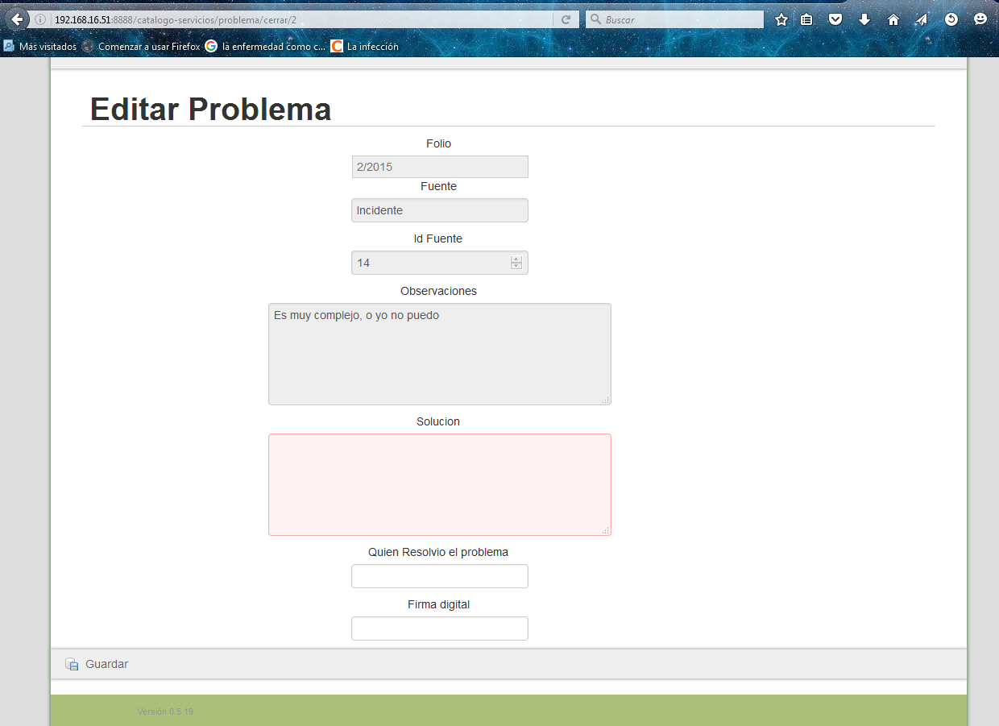 192.168.16.51:8888/catalogo-servicios/problema/cerrar/2
Buscar
Más visitados Comenzar a usar Firefox la enfermedad como c... La infección
Editar Problema
Folio
2/2015
Fuente
Incidente
Id Fuente
14
Observaciones
Es muy complejo, o yo no puedo
Solucion
Quien Resolvio el problema
Firma digital
Guardar
Versión 0.5.19